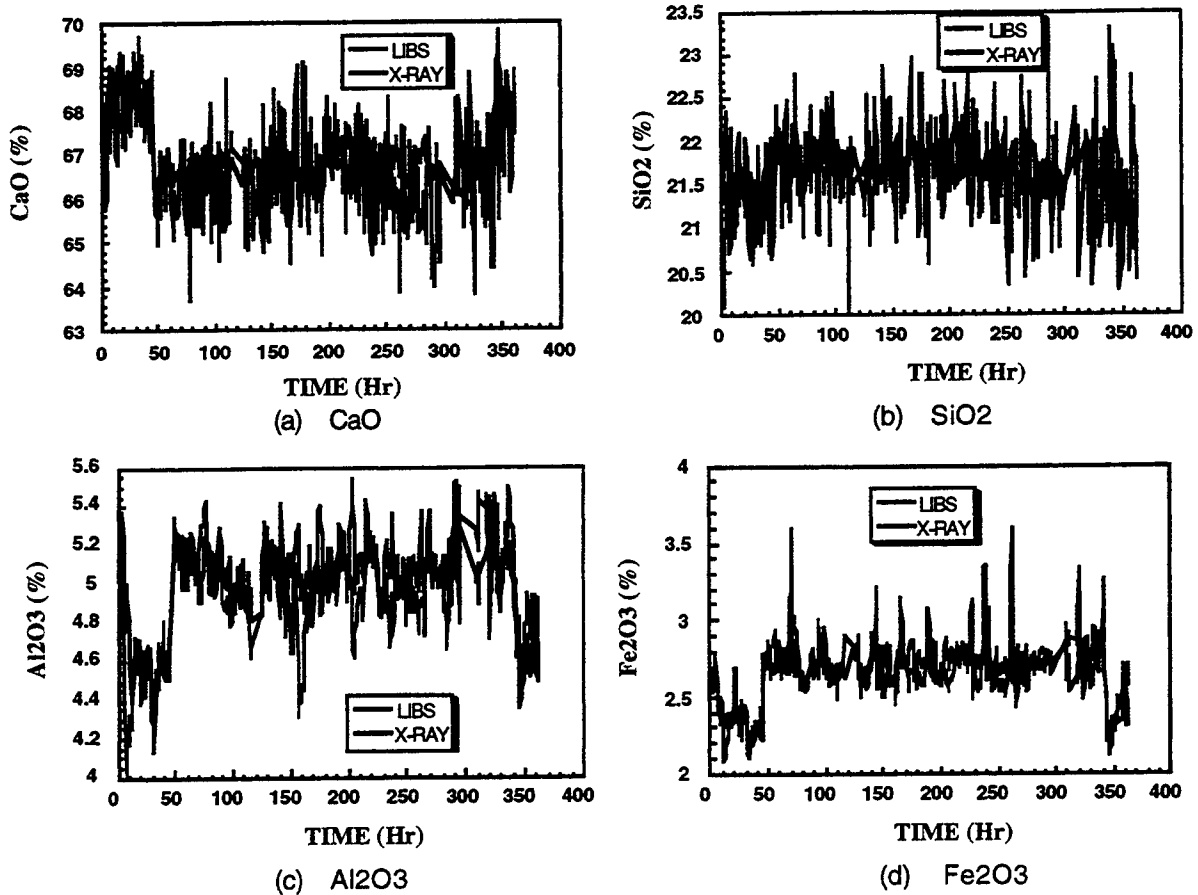 70
69
68
67
66
65
64
63
CaO (%)
LIBS
X-RAY
0 50 100 150 200 250 300 350 400
TIME (Hr)
(a) CaO
23.5
23
22.5
22
21.5
21
20.5
20
SiO2 (%)
LIBS
X-RAY
0 50 100 150 200 250 300 350 400
TIME (Hr)
(b) SiO2
5.6
5.4
5.2
5
4.8
4.6
4.4
4.2
4
Al2O3 (%)
LIBS
X-RAY
0 50 100 150 200 250 300 350 400
TIME (Hr)
(c) Al2O3
4
3.5
3
2.5
2
Fe2O3 (%)
LIBS
X-RAY
0 50 100 150 200 250 300 350 400
TIME (Hr)
(d) Fe2O3